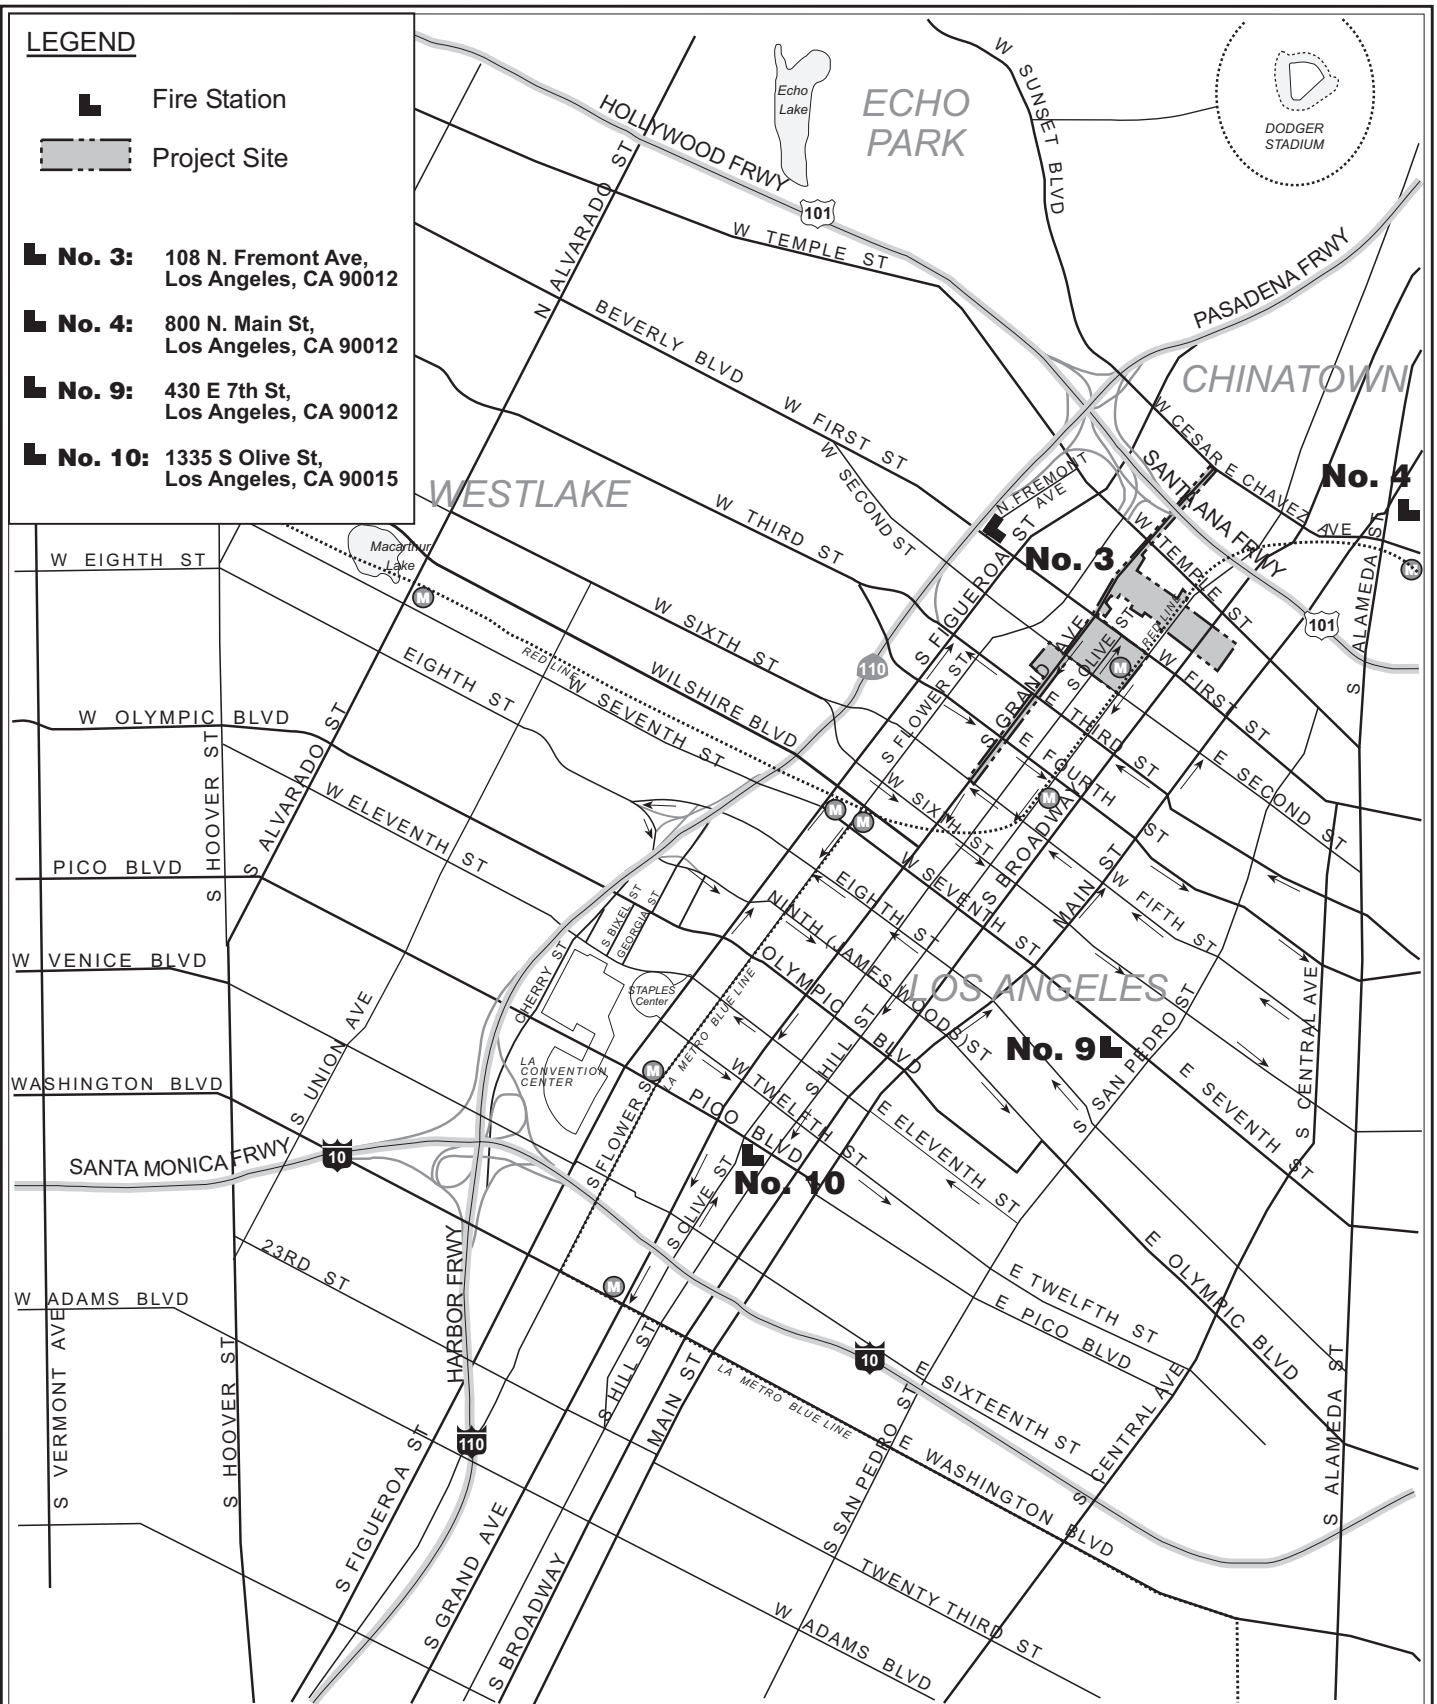 LEGEND
Fire Station
Project Site
No. 3: 108 N. Fremont Ave,
Los Angeles, CA 90012
No. 4: 800 N. Main St,
Los Angeles, CA 90012
No. 9: 430 E 7th St,
Los Angeles, CA 90012
No. 10: 1335 S Olive St,
Los Angeles, CA 90015
Echo
Lake
ECHO
PARK
W SUNSET BLVD
DODGER
STADIUM
HOLLYWOOD FRWY
101
N ALVARADO ST
W TEMPLE ST
PASADENA FRWY
BEVERLY BLVD
CHINATOWN
W FIRST ST
W CESAR E CHAVEZ AVE
W SECOND ST
N. FREMONT
AVE
SANTA ANA FRWY
No. 4
WESTLAKE
W THIRD ST
No. 3
W TEMPLE ST
Macarthur
Lake
W EIGHTH ST
M
M
S ALAMEDA ST
101
S FIGUEROA ST
W SIXTH ST
RED LINE
RED LINE
EIGHTH ST
W SEVENTH ST
WILSHIRE BLVD
110
S FLOWER ST
S GRAND AVE
S OLIVE ST
M
W FIRST ST
W OLYMPIC BLVD
S HOOVER ST
S ALVARADO ST
E THIRD ST
E FOURTH ST
E SECOND ST
W ELEVENTH ST
M
M
M
W SIXTH ST
S BROADWAY
MAIN ST
PICO BLVD
S BIXEL ST
GEORGIA ST
EIGHTH ST
W SEVENTH ST
W FIFTH ST
NINTH (JAMES WOODB) ST
W VENICE BLVD
CHERRY ST
STAPLES
Center
OLYMPIC BLVD
LOS ANGELES
S UNION AVE
LA METRO BLUE LINE
S HILL ST
No. 9
S SAN PEDRO ST
S CENTRAL AVE
LA
CONVENTION
CENTER
M
WASHINGTON BLVD
W TWELFTH ST
E ELEVENTH ST
E SEVENTH ST
PICO BLVD
S FLOWER S
SANTA MONICA FRWY
10
No. 10
S OLIVE ST
23RD ST
HARBOR FRWY
E TWELFTH ST
E OLYMPIC BLVD
M
W ADAMS BLVD
E PICO BLVD
10
S VERMONT AVE
S HOOVER ST
S HILL ST
MAIN ST
LA METRO BLUE LINE
E SIXTEENTH ST
S CENTRAL AVE
S ALAMEDA ST
110
S SAN PEDRO ST
E WASHINGTON BLVD
S FIGUEROA ST
S GRAND AVE
S BROADWAY
TWENTY THIRD ST
W ADAMS BLVD